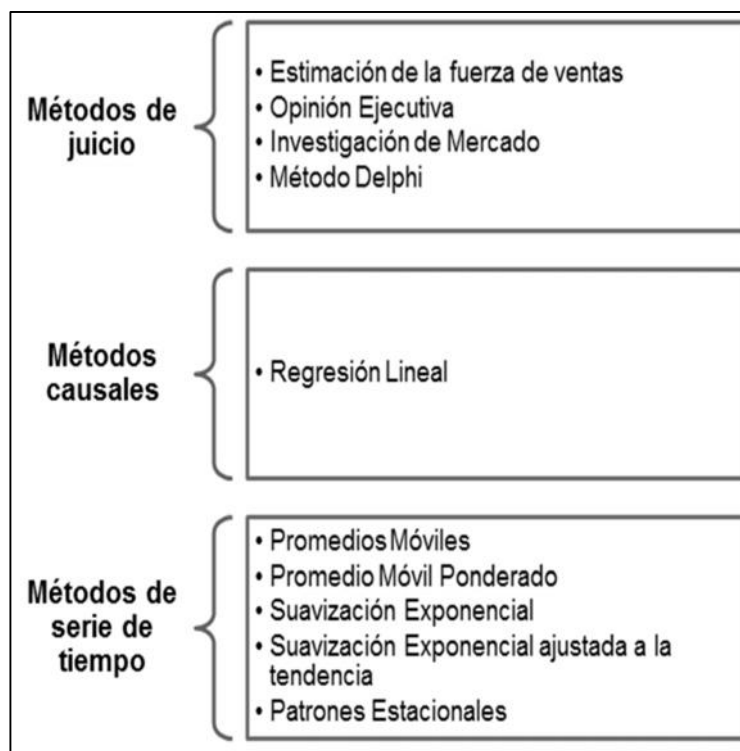 Métodos de
juicio
• Estimación de la fuerza de ventas
• Opinión Ejecutiva
• Investigación de Mercado
• Método Delphi
Métodos
causales
• Regresión Lineal
Métodos de
serie de
tiempo
• Promedios Móviles
• Promedio Móvil Ponderado
• Suavización Exponencial
• Suavización Exponencial ajustada a la
tendencia
• Patrones Estacionales